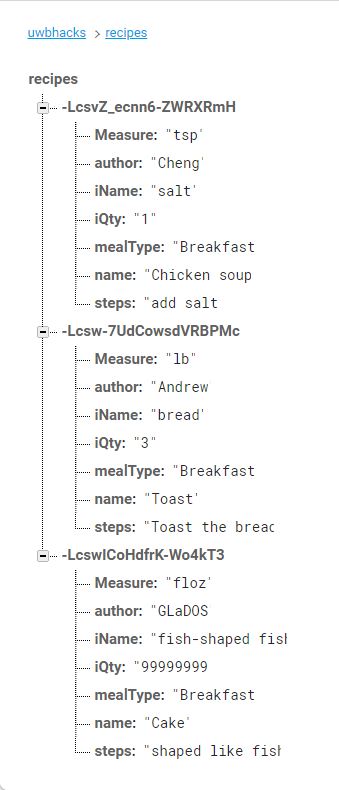 uwbhacks > recipes
recipes
-LcsvZ_ecnn6-ZWRXRmH
Measure: "tsp"
author: "Cheng"
iName: "salt"
iQty: "1"
mealType: "Breakfast
name: "Chicken soup
steps: "add salt
-Lcsw-7UdCowsdVRBPMc
Measure: "lb"
author: "Andrew
iName: "bread"
iQty: "3"
mealType: "Breakfast
name: "Toast"
steps: "Toast the
-LcswlCoHdfrK-Wo4kT3
Measure: "floz"
author: "GLaDOS
iName: "fish-shaped fish
iQty: "99999999
mealType: "Breakfast
name: "Cake"
steps: "shaped like fish